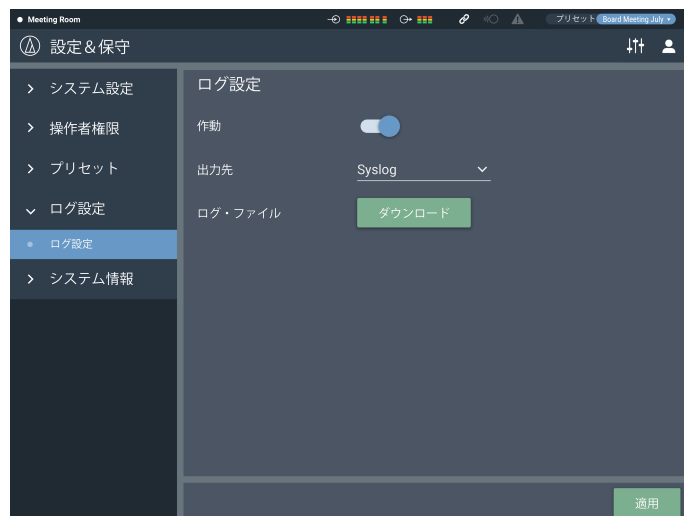 Meeting Room
プリセット Board Meeting July
設定＆保守
システム設定
操作者権限
プリセット
ログ設定
ログ設定
システム情報
ログ設定
作動
出力先 Syslog
ログ・ファイル ダウンロード
適用